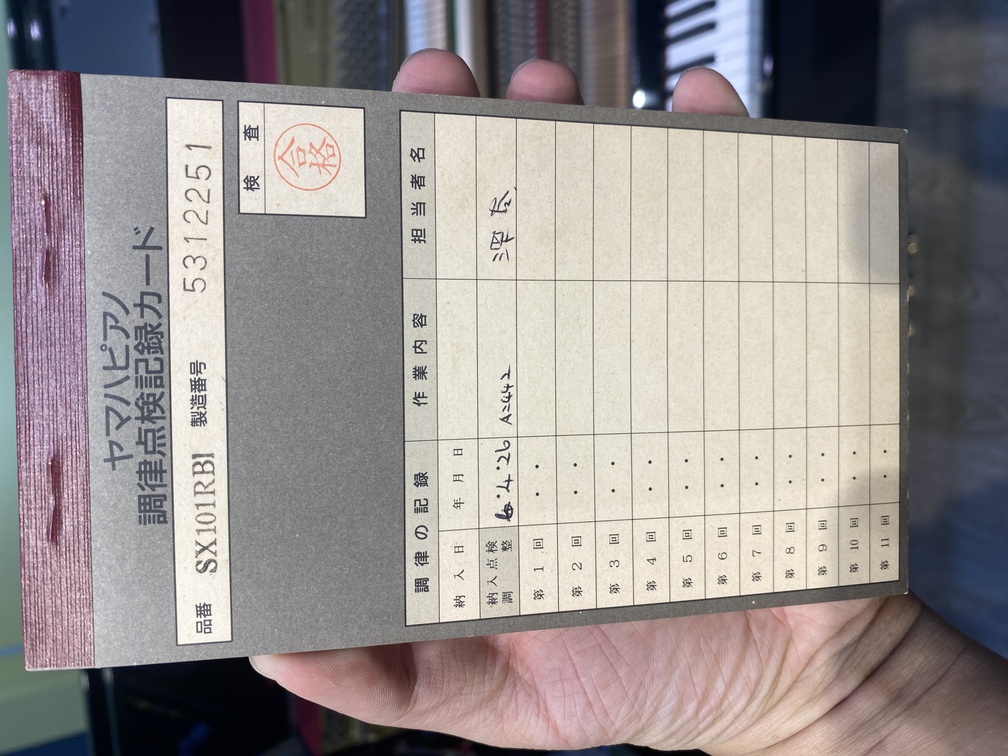 ヤマハピアノ
調律点検記録カード
品番 SX101RBl 製造番号 5312251
検 査
合格
調律の記録 作業内容 担当者名
納入日 年 月 日
納入点検
調 整 6・4・26 A=442
第 1 回 ・ ・
第 2 回 ・ ・
第 3 回 ・ ・
第 4 回 ・ ・
第 5 回 ・ ・
第 6 回 ・ ・
第 7 回 ・ ・
第 8 回 ・ ・
第 9 回 ・ ・
第 10 回 ・ ・
第 11 回 ・ ・